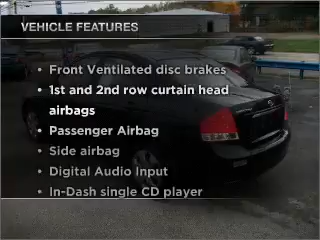 VEHICLE FEATURES
• Front Ventilated disc brakes
• 1st and 2nd row curtain head
airbags
• Passenger Airbag
• Side airbag
• Digital Audio Input
• In-Dash single CD player